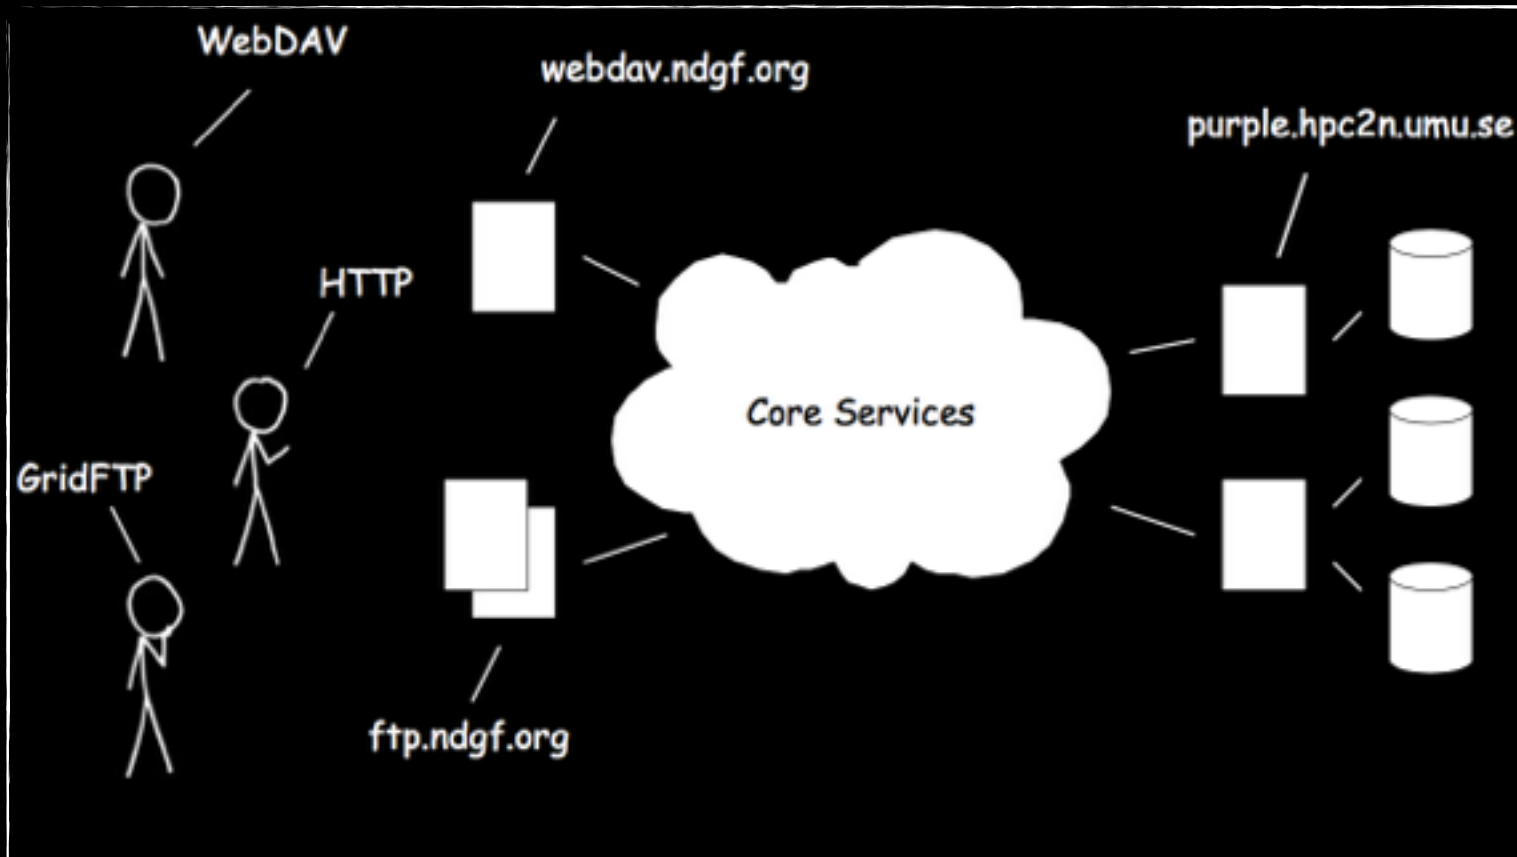 WebDAV
webdav.ndgf.org
purple.hpc2n.umu.se
HTTP
Core Services
GridFTP
ftp.ndgf.org